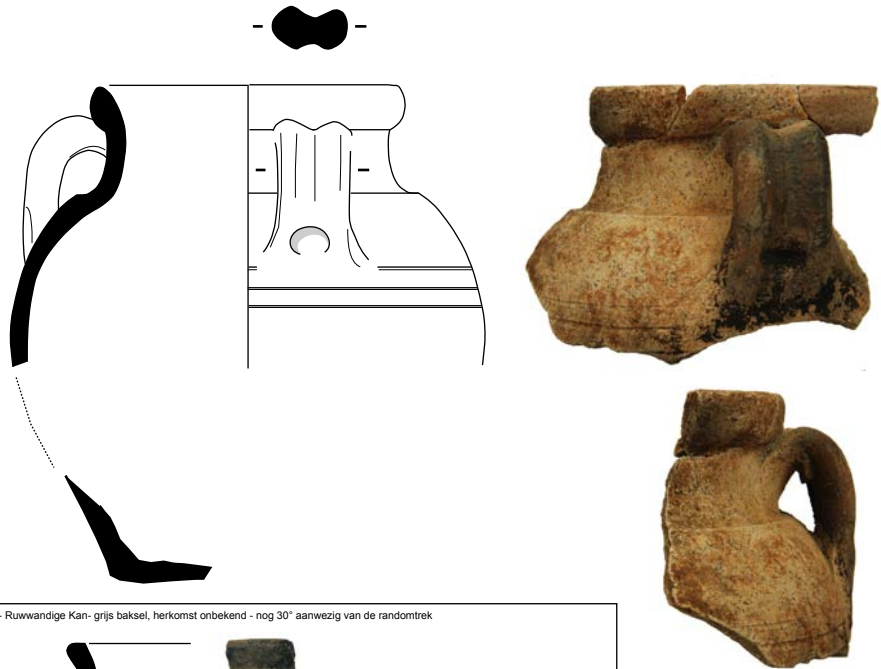 - Ruwwandige Kan- grijs baksel, herkomst onbekend - nog 30° aanwezig van de randomtrek